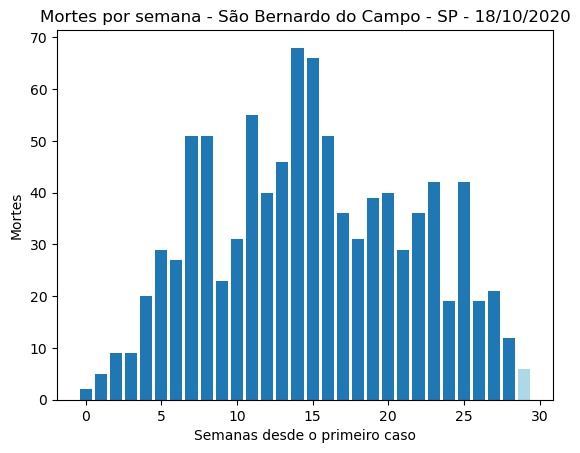 Mortes por semana - São Bernardo do Campo - SP - 18/10/2020
70
60
50
40
30
20
10
0
Mortes
0 5 10 15 20 25 30
Semanas desde o primeiro caso